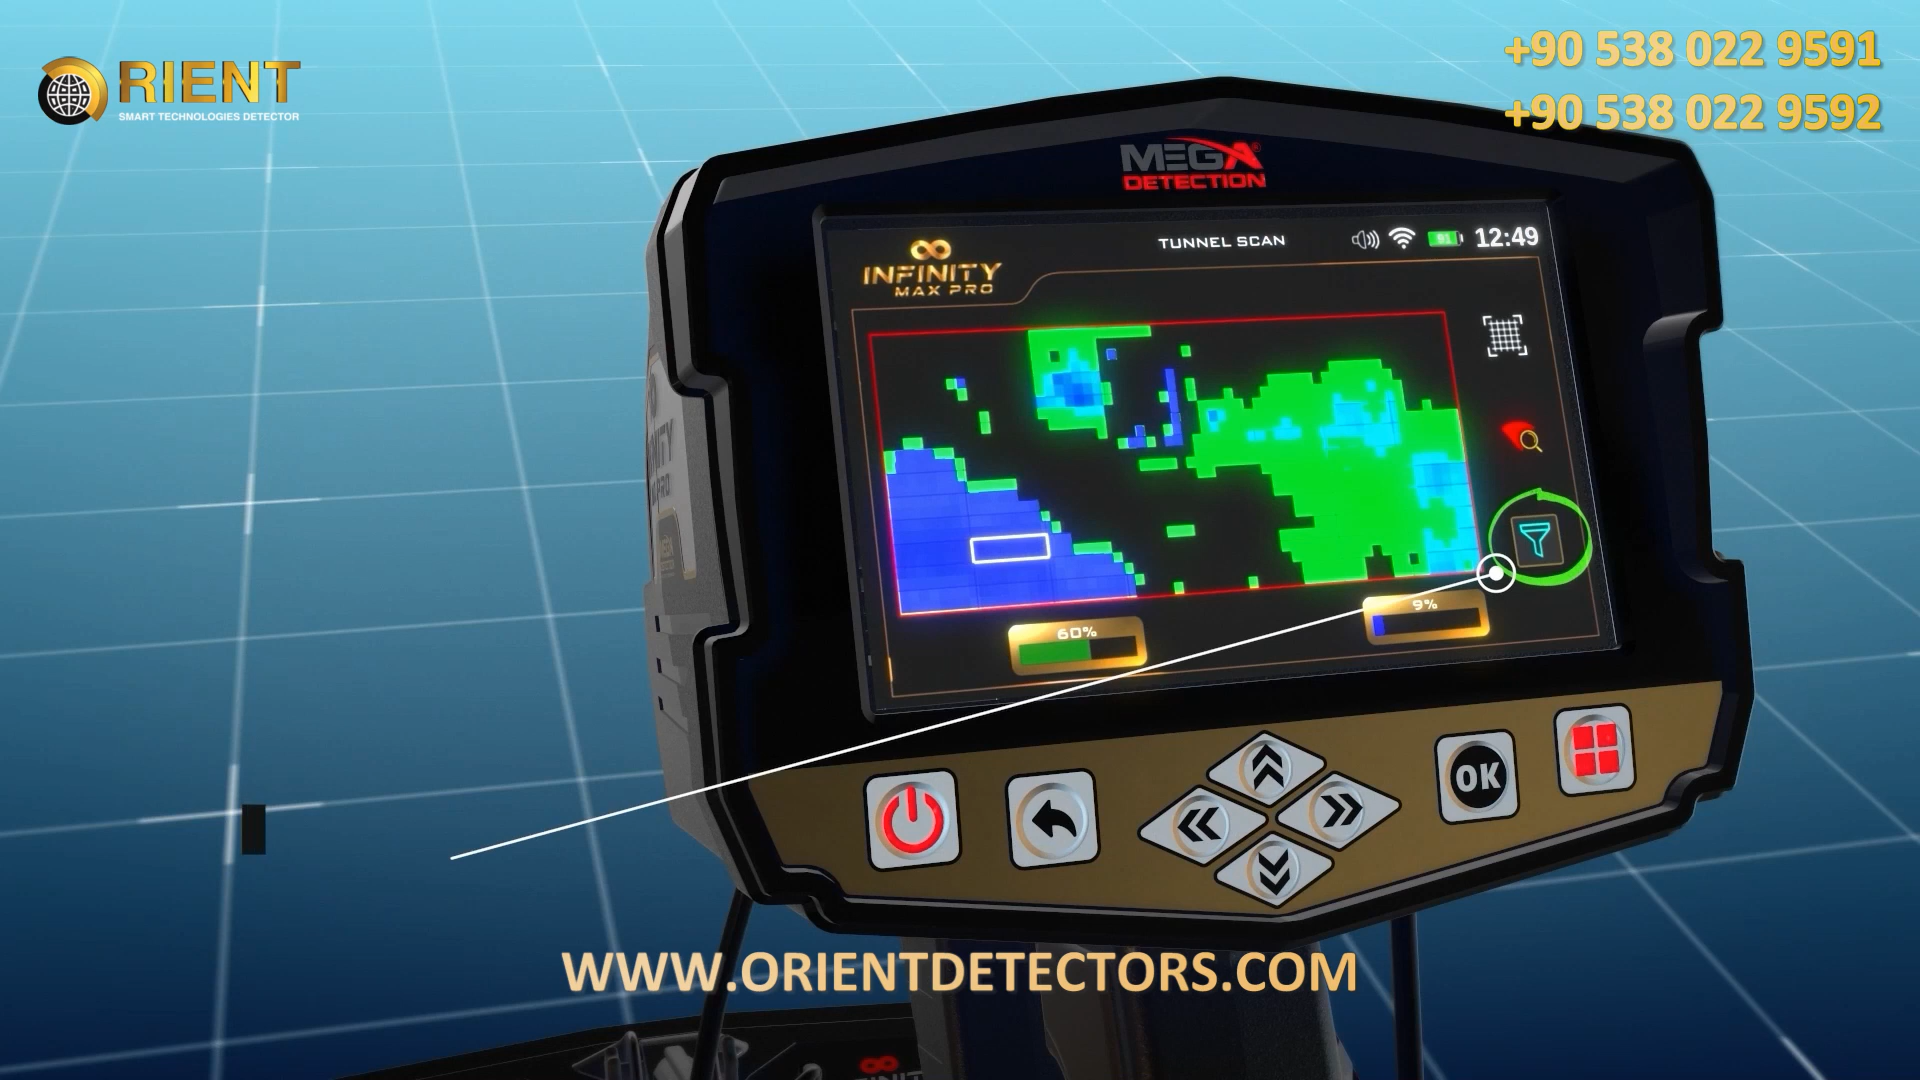 ORIENT
SMART TECHNOLOGIES DETECTOR
+90 538 022 9591
+90 538 022 9592
MEGA®
DETECTION
INFINITY
MAX PRO
TUNNEL SCAN
91
12:49
60%
9%
OK
WWW.ORIENTDETECTORS.COM